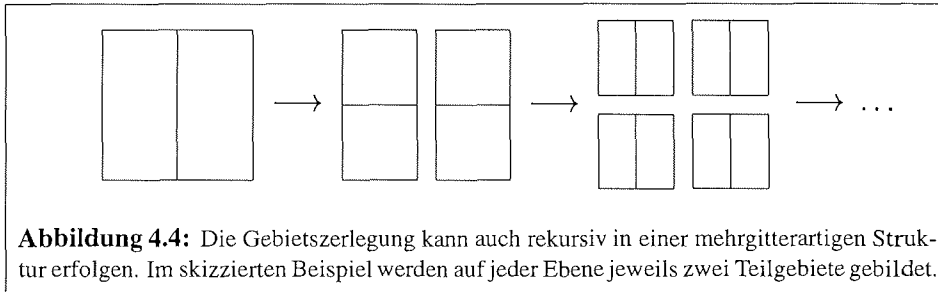 Abbildung 4.4: Die Gebietszerlegung kann auch rekursiv in einer mehrgitterartigen Struk-
tur erfolgen. Im skizzierten Beispiel werden auf jeder Ebene jeweils zwei Teilgebiete gebildet.